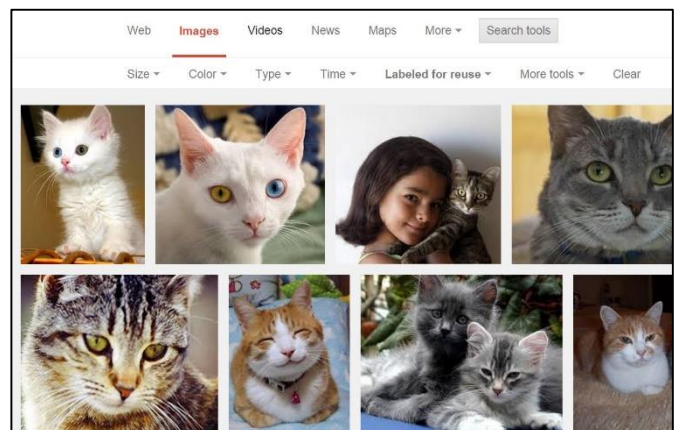 Web Images Videos News Maps More Search tools
Size Color Type Time Labeled for reuse More tools Clear